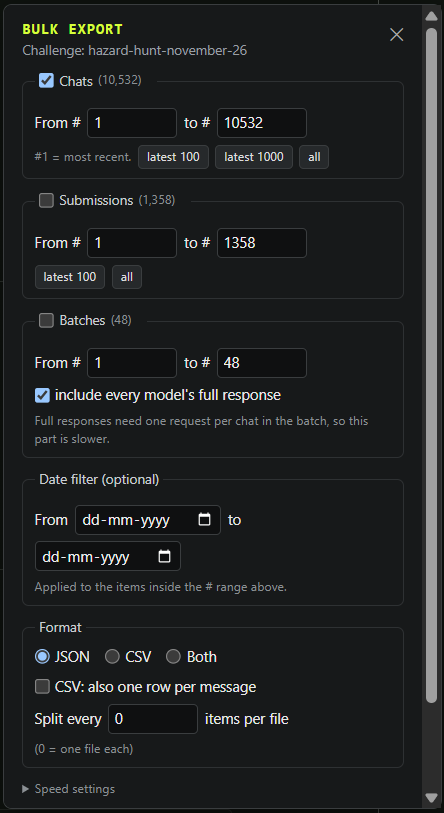 BULK EXPORT
Challenge: hazard-hunt-november-26
Chats (10,532)
From # 1 to # 10532
#1 = most recent. latest 100 latest 1000 all
Submissions (1,358)
From # 1 to # 1358
latest 100 all
Batches (48)
From # 1 to # 48
include every model's full response
Full responses need one request per chat in the batch, so this
part is slower.
Date filter (optional)
From dd-mm-yyyy to
dd-mm-yyyy
Applied to the items inside the # range above.
Format
JSON CSV Both
CSV: also one row per message
Split every 0 items per file
(0 = one file each)
Speed settings